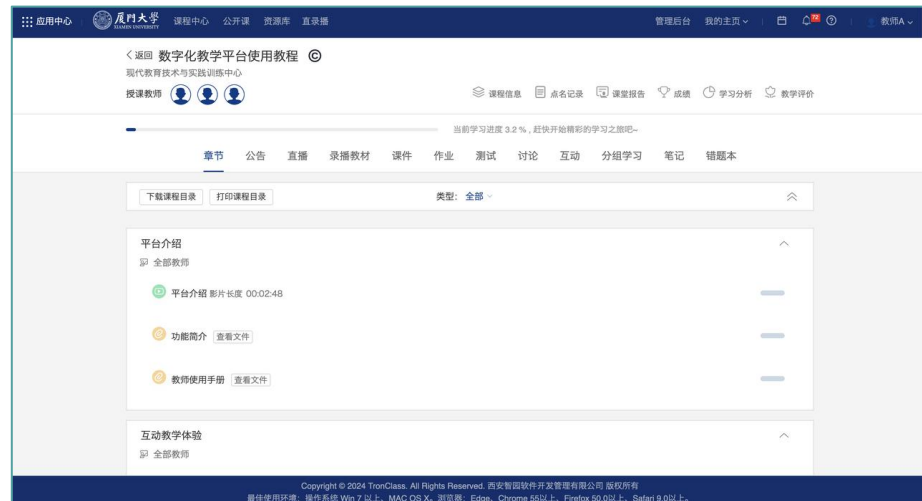 应用中心 厦门大学 XIAMEN UNIVERSITY 课程中心 公开课 资源库 直录播 管理后台 我的主页 72 教师A
返回 数字化教学平台使用教程 ©
现代教育技术与实践训练中心
授课教师 课程信息 点名记录 课堂报告 成绩 学习分析 教学评价
当前学习进度 3.2 % , 赶快开始精彩的学习之旅吧~
章节 公告 直播 录播教材 课件 作业 测试 讨论 互动 分组学习 笔记 错题本
下载课程目录 打印课程目录 类型: 全部
平台介绍
全部教师
平台介绍 影片长度 00:02:48
功能简介 查看文件
教师使用手册 查看文件
互动教学体验
全部教师
Copyright © 2024 TronClass. All Rights Reserved. 西安智园软件开发管理有限公司 版权所有
最佳使用环境: 操作系统 Win 7 以上、MAC OS X。浏览器: Edge、Chrome 55以上、Firefox 50.0以上、Safari 9.0以上。